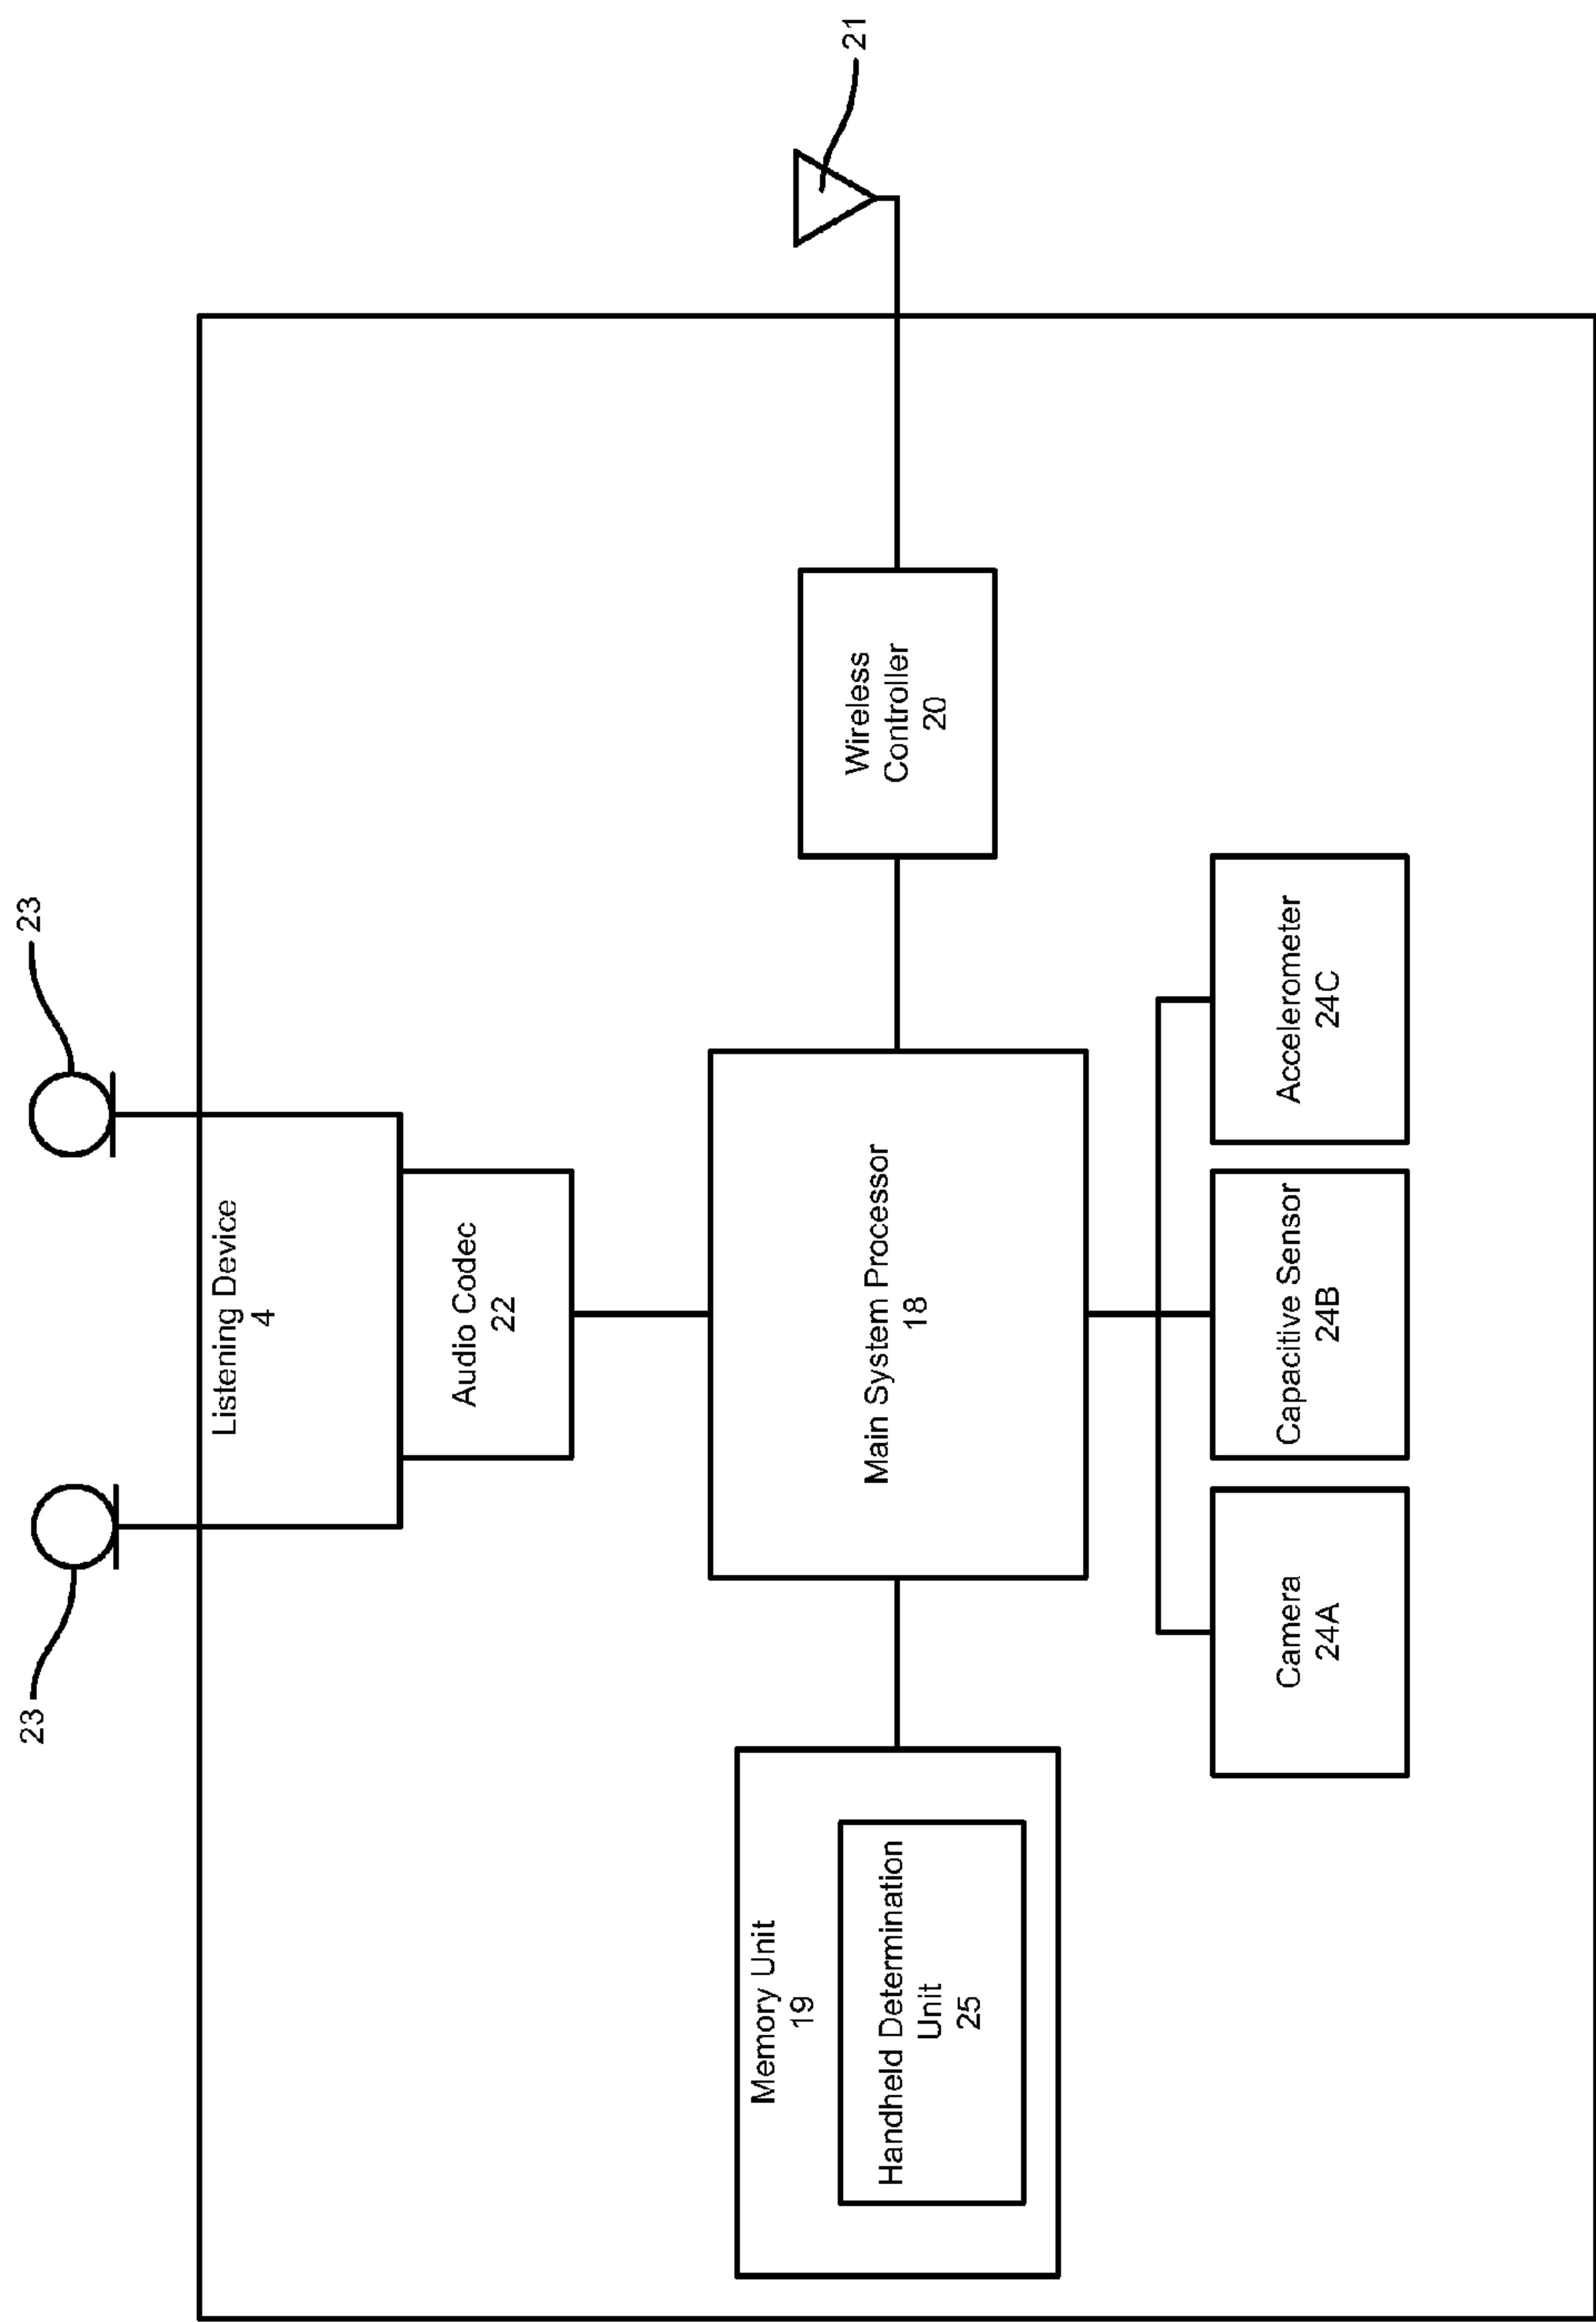 23
23
Listening Device
4
Audio Codec
22
21
Memory Unit
19
Handheld Determination
Unit
25
Main System Processor
18
Wireless
Controller
20
Camera
24A
Capacitive Sensor
24B
Accelerometer
24C